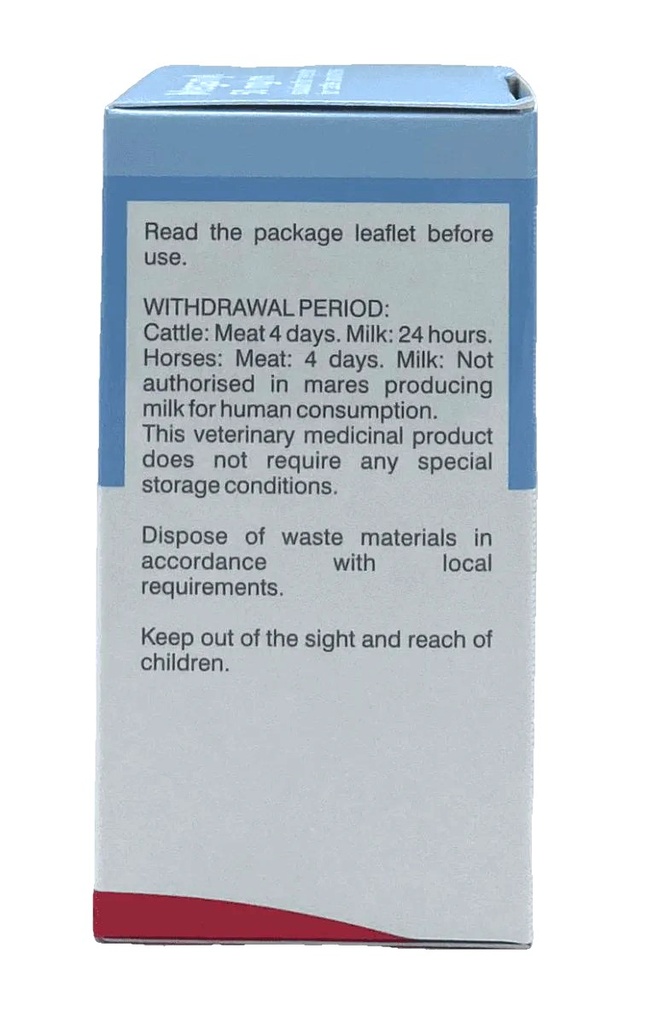 Read the package leaflet before
use.
WITHDRAWAL PERIOD:
Cattle: Meat 4 days. Milk: 24 hours.
Horses: Meat: 4 days. Milk: Not
authorised in mares producing
milk for human consumption.
This veterinary medicinal product
does not require any special
storage conditions.
Dispose of waste materials in
accordance with local
requirements.
Keep out of the sight and reach of
children.